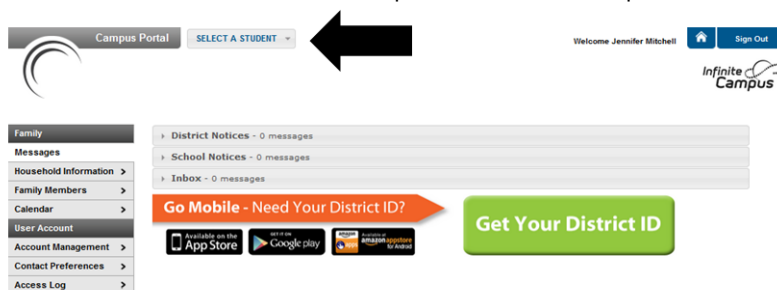 Campus Portal
SELECT A STUDENT
Welcome Jennifer Mitchell
Sign Out
Infinite
Campus
Family
Messages
Household Information >
Family Members >
Calendar >
User Account
Account Management >
Contact Preferences >
Access Log >
District Notices - 0 messages
School Notices - 0 messages
Inbox - 0 messages
Go Mobile - Need Your District ID?
Available on the
App Store
GET IT ON
Google play
Available at
amazon appstore
for Android
Get Your District ID